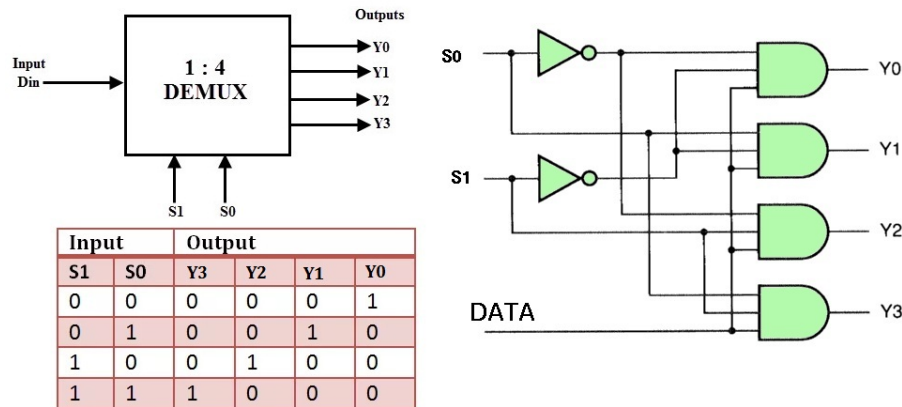 Outputs
Input
Din
1 : 4
DEMUX
Y0
Y1
Y2
Y3
S1 S0
Input Output
S1 S0 Y3 Y2 Y1 Y0
0 0 0 0 0 1
0 1 0 0 1 0
1 0 0 1 0 0
1 1 1 0 0 0
S0
S1
DATA
Y0
Y1
Y2
Y3